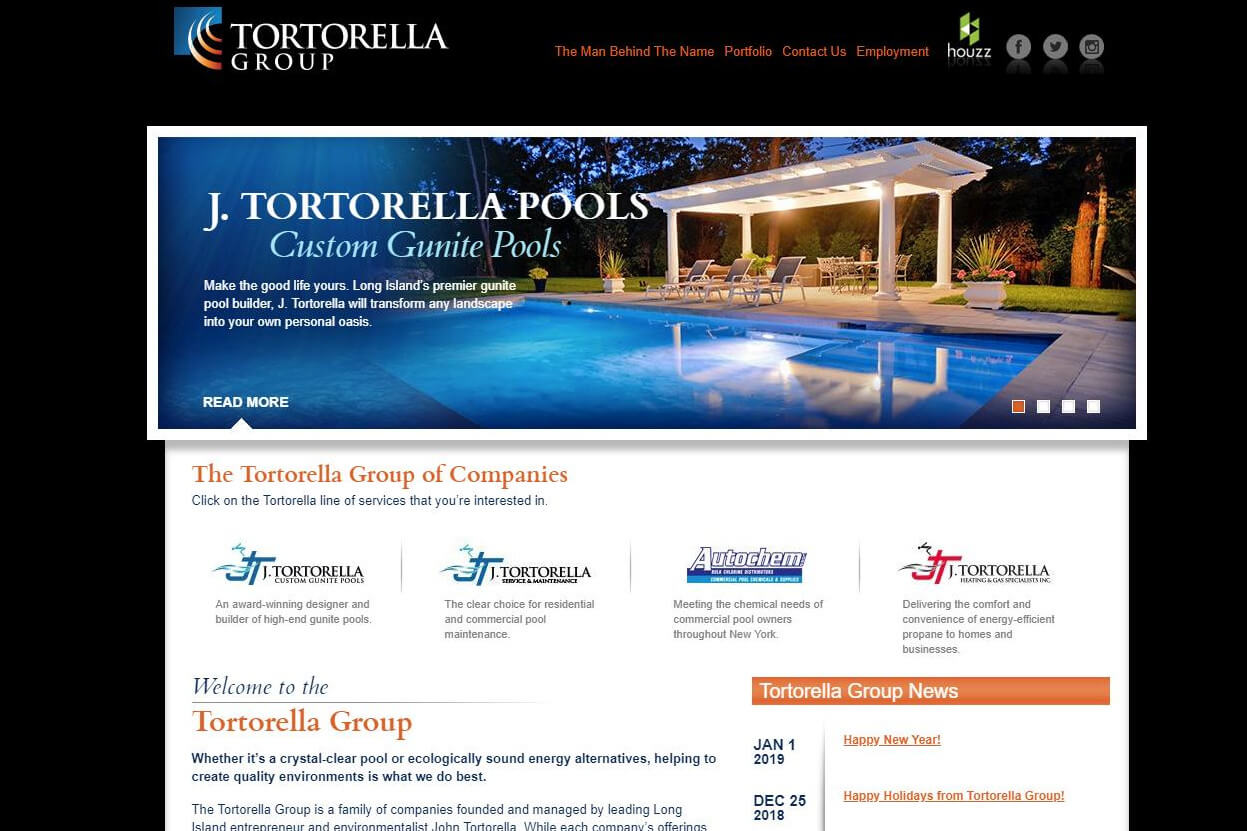 TORTORELLA
GROUP
The Man Behind The Name Portfolio Contact Us Employment
houzz
J. TORTORELLA POOLS
Custom Gunite Pools
Make the good life yours. Long Island's premier gunite
pool builder, J. Tortorella will transform any landscape
into your own personal oasis.
READ MORE
The Tortorella Group of Companies
Click on the Tortorella line of services that you're interested in.
JT J. TORTORELLA
CUSTOM GUNITE POOLS
An award-winning designer and
builder of high-end gunite pools.
JT J. TORTORELLA
SERVICE & MAINTENANCE
The clear choice for residential
and commercial pool
maintenance.
Autochem
BULK CHLORINE DISTRIBUTORS
COMMERCIAL POOL CHEMICALS & SUPPLIES
Meeting the chemical needs of
commercial pool owners
throughout New York.
JT J. TORTORELLA
HEATING & GAS SPECIALISTS INC
Delivering the comfort and
convenience of energy-efficient
propane to homes and
businesses.
Welcome to the
Tortorella Group
Whether it's a crystal-clear pool or ecologically sound energy alternatives, helping to
create quality environments is what we do best.
The Tortorella Group is a family of companies founded and managed by leading Long
Island entrepreneur and environmentalist John Tortorella. While each company's offerings
Tortorella Group News
JAN 1
2019
Happy New Year!
DEC 25
2018
Happy Holidays from Tortorella Group!